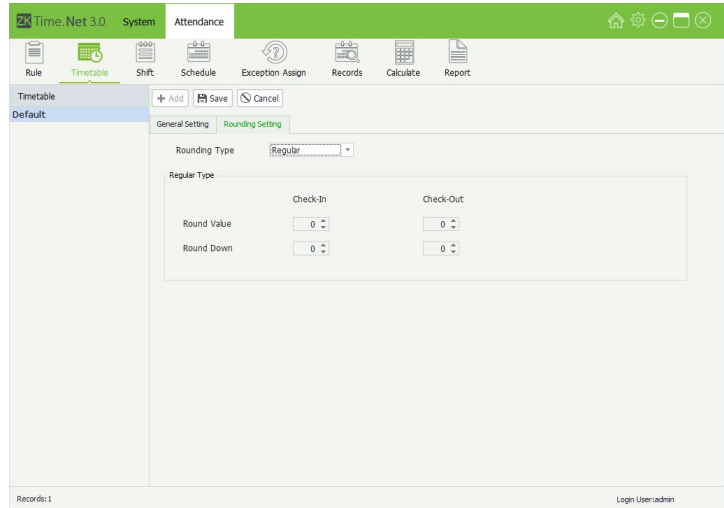 ZK Time.Net 3.0 System Attendance
Rule Timetable Shift Schedule Exception Assign Records Calculate Report
Timetable + Add Save Cancel
Default
General Setting Rounding Setting
Rounding Type Regular
Regular Type
Check-In Check-Out
Round Value 0 0
Round Down 0 0
Records:1 Login User:admin